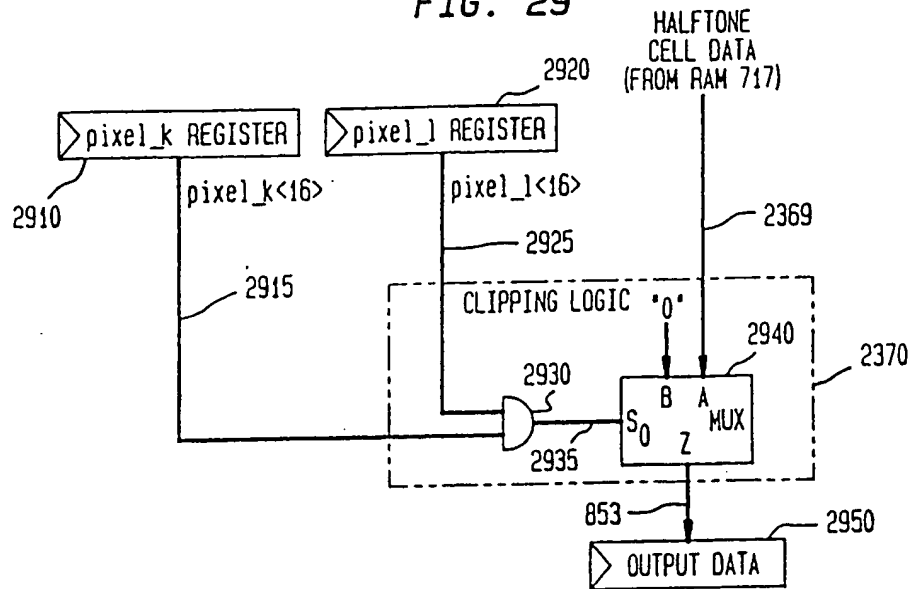 FIG. 29
HALFTONE
CELL DATA
(FROM RAM 717)
2920
pixel_k REGISTER
pixel_l REGISTER
2910
pixel_k<16>
pixel_l<16>
2369
2925
2915
CLIPPING LOGIC
"0"
2940
2370
2930
B
A
MUX
S0
Z
2935
853
2950
OUTPUT DATA